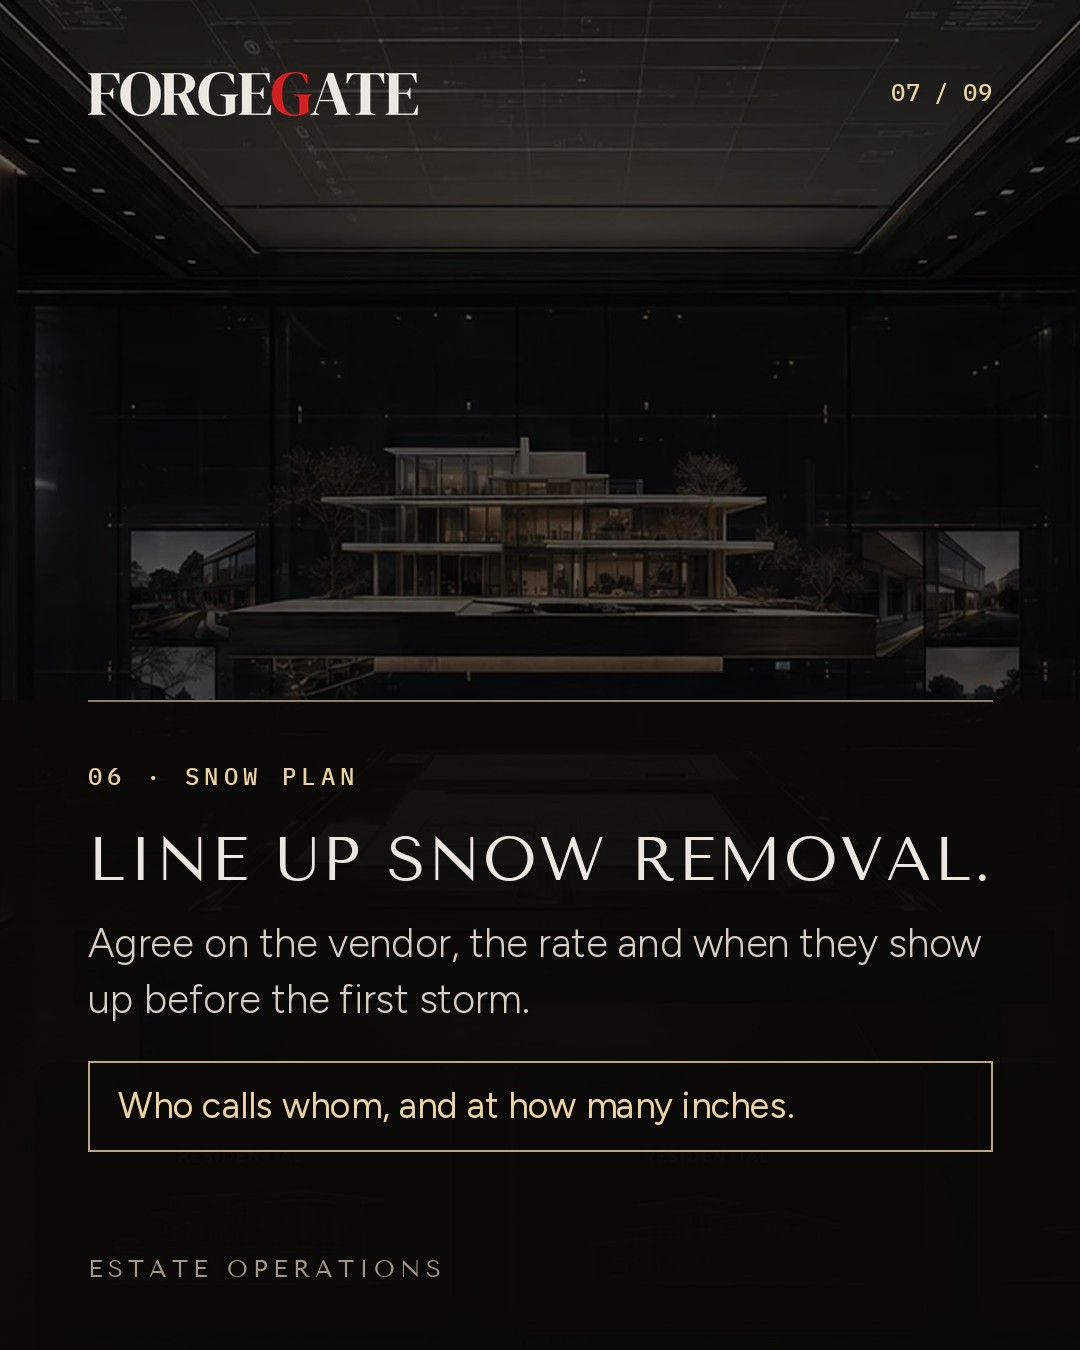 FORGEGATE
07 / 09
06 · SNOW PLAN
LINE UP SNOW REMOVAL.
Agree on the vendor, the rate and when they show
up before the first storm.
Who calls whom, and at how many inches.
ESTATE OPERATIONS